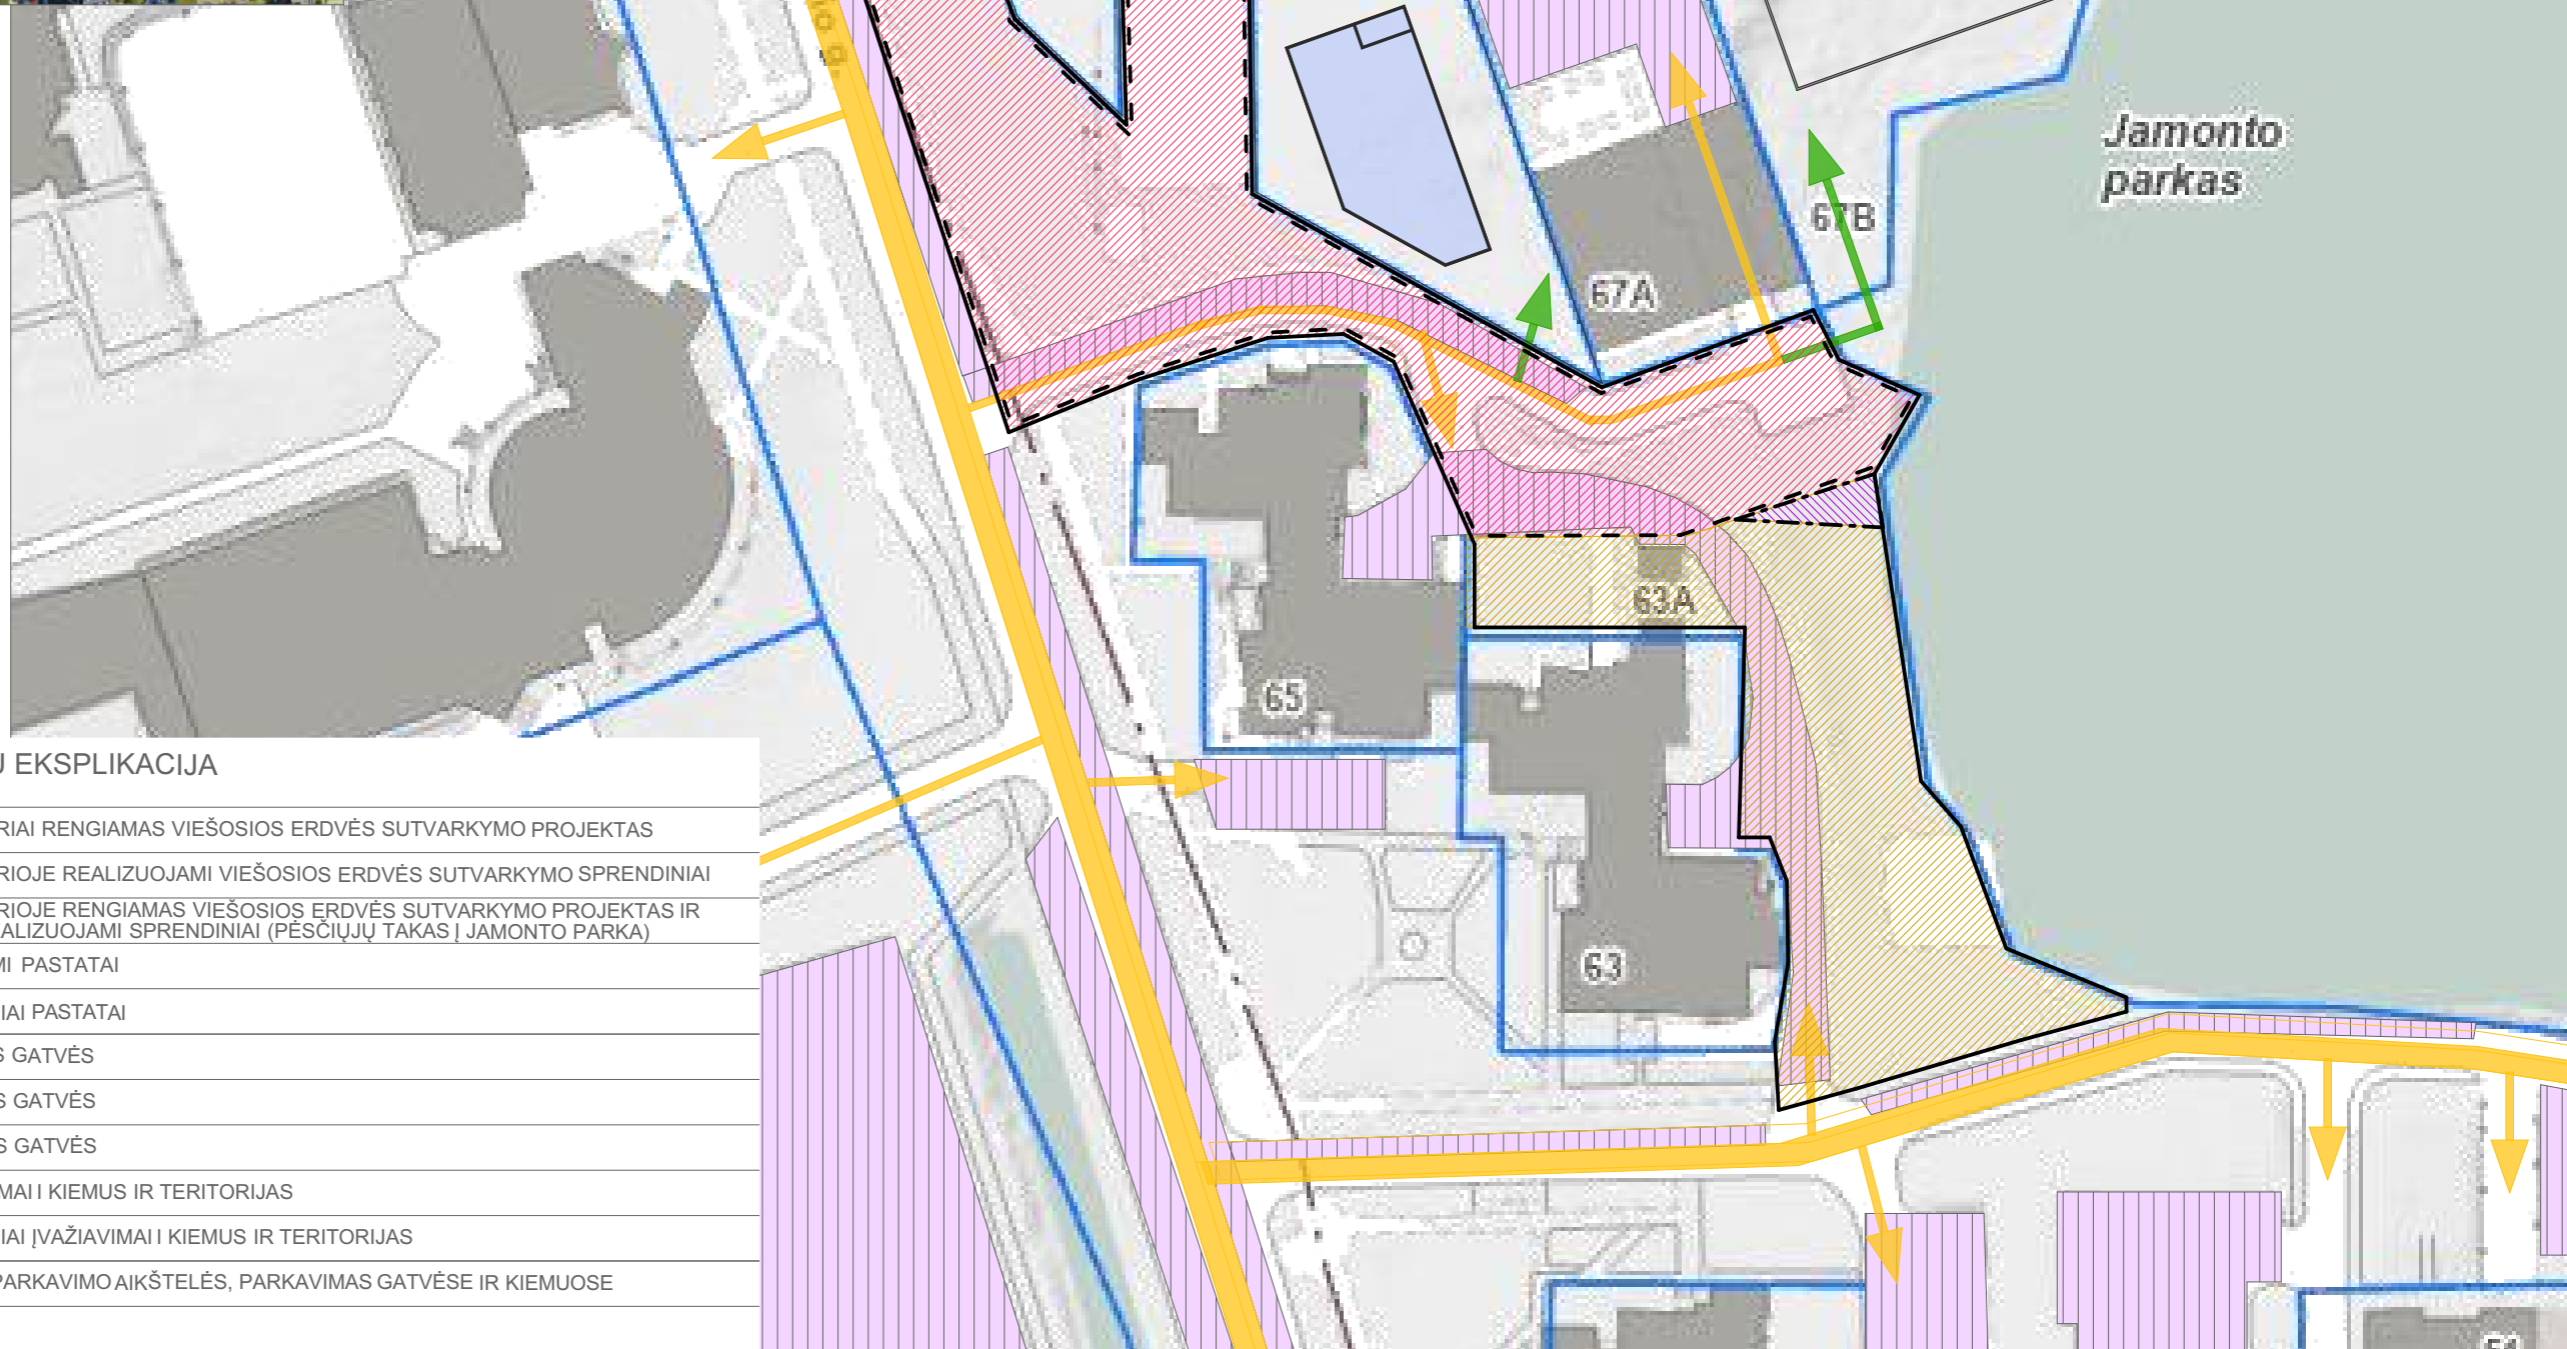 io g.
Jamonto
parkas
67B
67A
63A
65
63
Ų EKSPLIKACIJA
RIAI RENGIAMAS VIEŠOSIOS ERDVĖS SUTVARKYMO PROJEKTAS
RIOJE REALIZUOJAMI VIEŠOSIOS ERDVĖS SUTVARKYMO SPRENDINIAI
RIOJE RENGIAMAS VIEŠOSIOS ERDVĖS SUTVARKYMO PROJEKTAS IR
ALIZUOJAMI SPRENDINIAI (PĖSČIŲJŲ TAKAS Į JAMONTO PARKĄ)
MI PASTATAI
IAI PASTATAI
S GATVĖS
S GATVĖS
S GATVĖS
MAI I KIEMUS IR TERITORIJAS
IAI ĮVAŽIAVIMAI I KIEMUS IR TERITORIJAS
PARKAVIMO AIKŠTELĖS, PARKAVIMAS GATVĖSE IR KIEMUOSE